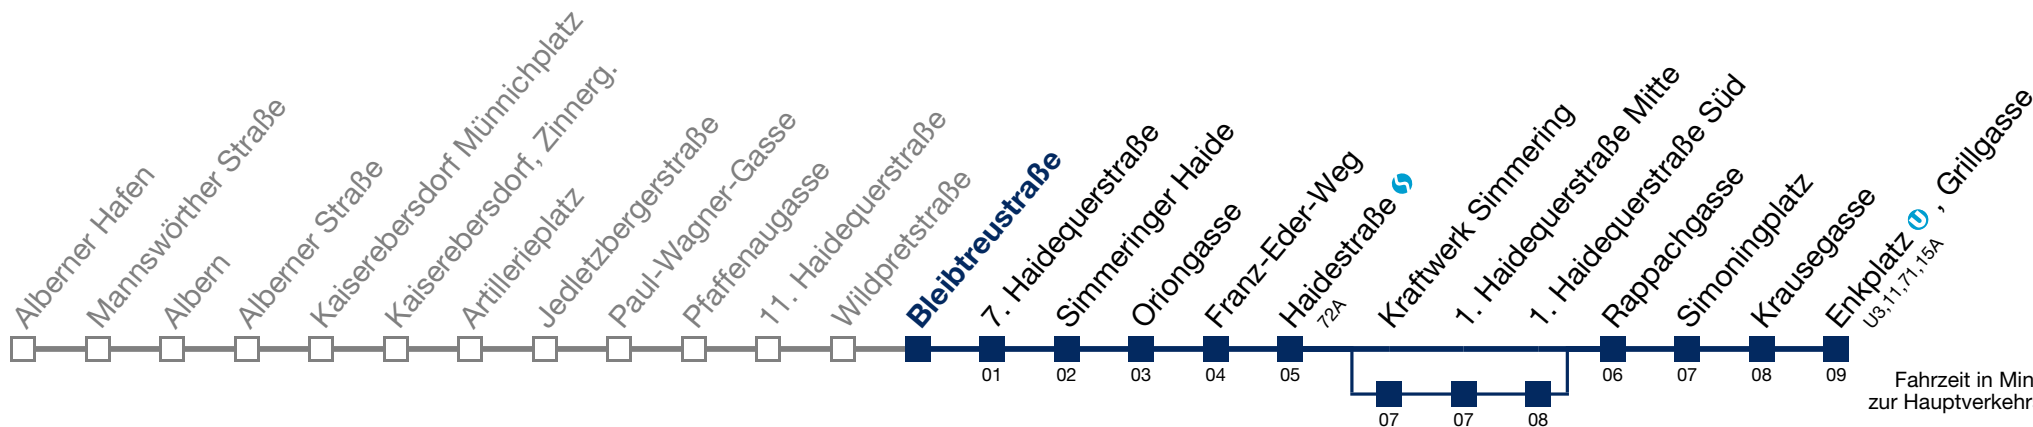 Alberner Hafen
Mannswörther Straße
Albern
Alberner Straße
Kaiserebersdorf Münnichplatz
Kaiserebersdorf, Zinnerg.
Artillerieplatz
Jedletzbergerstraße
Paul-Wagner-Gasse
Pfaffenaugasse
11. Haidequerstraße
Wildpretstraße
Bleibtreustraße
7. Haidequerstraße
Simmeringer Haide
Oriongasse
Franz-Eder-Weg
Haidestraße S
72A
Kraftwerk Simmering
1. Haidequerstraße Mitte
1. Haidequerstraße Süd
Rappachgasse
Simoningplatz
Krausegasse
Enkplatz U , Grillgasse
U3,11,71,15A
01 02 03 04 05 06 07 08 09
07 07 08
Fahrzeit in Min
zur Hauptverkehr